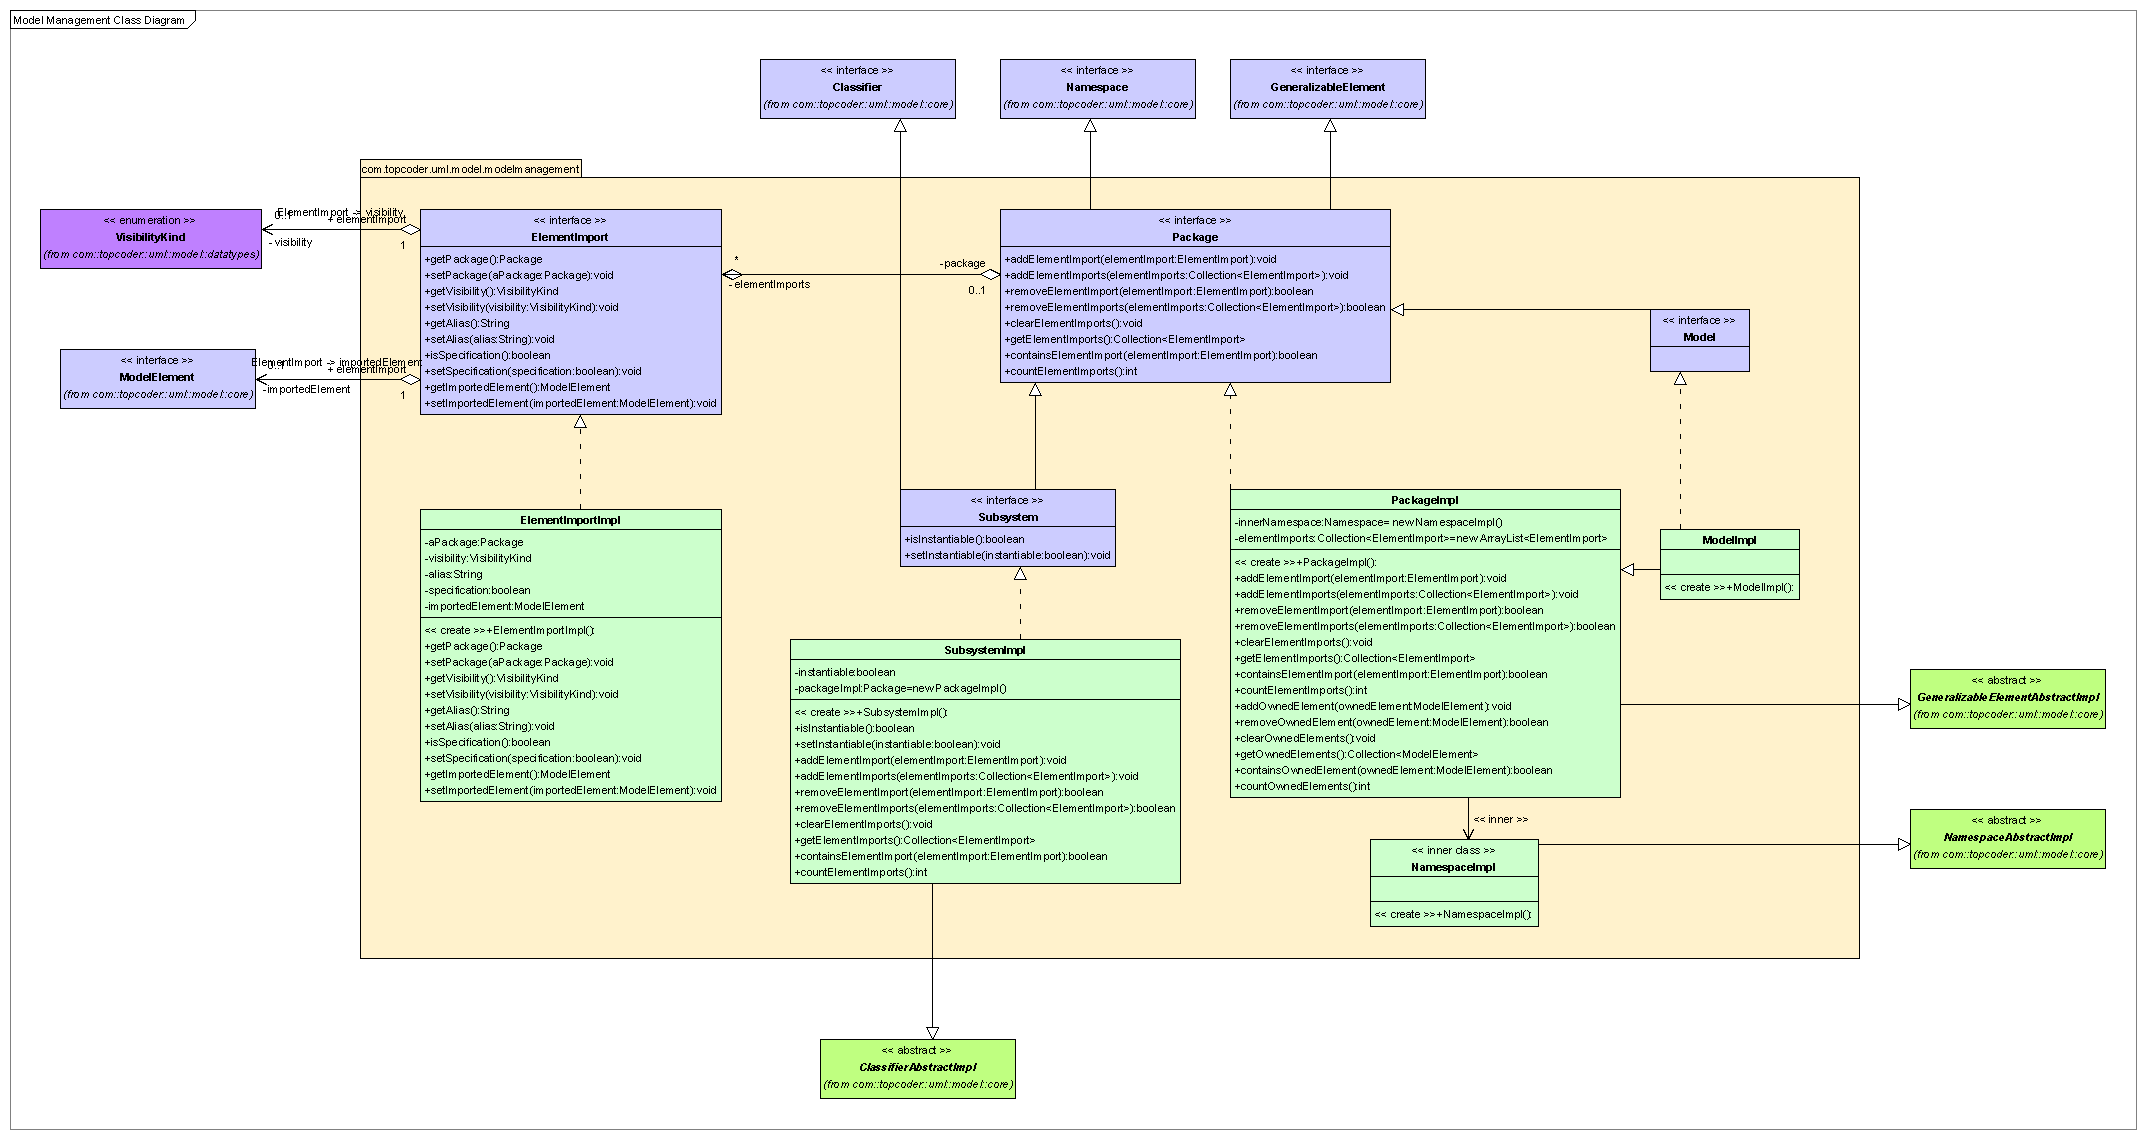 Model Management Class Diagram
<< interface >>
Classifier
(from com::topcoder::uml::model::core)
<< interface >>
Namespace
(from com::topcoder::uml::model::core)
<< interface >>
GeneralizableElement
(from com::topcoder::uml::model::core)
com.topcoder.uml.model.modelmanagement
<< enumeration >>
VisibilityKind
(from com::topcoder::uml::model::datatypes)
ElementImport -> visibility
0..1
+ elementImport
- visibility
1
<< interface >>
ModelElement
(from com::topcoder::uml::model::core)
ElementImport -> importedElement
0..1
+ elementImport
-importedElement
1
<< interface >>
ElementImport
+getPackage():Package
+setPackage(aPackage:Package):void
+getVisibility():VisibilityKind
+setVisibility(visibility:VisibilityKind):void
+getAlias():String
+setAlias(alias:String):void
+isSpecification():boolean
+setSpecification(specification:boolean):void
+getImportedElement():ModelElement
+setImportedElement(importedElement:ModelElement):void
*
- elementImports
-package
0..1
<< interface >>
Package
+addElementImport(elementImport:ElementImport):void
+addElementImports(elementImports:Collection<ElementImport>):void
+removeElementImport(elementImport:ElementImport):boolean
+removeElementImports(elementImports:Collection<ElementImport>):boolean
+clearElementImports():void
+getElementImports():Collection<ElementImport>
+containsElementImport(elementImport:ElementImport):boolean
+countElementImports():int
<< interface >>
Model
ElementImportImpl
-aPackage:Package
-visibility:VisibilityKind
-alias:String
-specification:boolean
-importedElement:ModelElement
<< create >>+ElementImportImpl():
+getPackage():Package
+setPackage(aPackage:Package):void
+getVisibility():VisibilityKind
+setVisibility(visibility:VisibilityKind):void
+getAlias():String
+setAlias(alias:String):void
+isSpecification():boolean
+setSpecification(specification:boolean):void
+getImportedElement():ModelElement
+setImportedElement(importedElement:ModelElement):void
<< interface >>
Subsystem
+isInstantiable():boolean
+setInstantiable(instantiable:boolean):void
SubsystemImpl
-instantiable:boolean
-packageImpl:Package=new PackageImpl()
<< create >>+SubsystemImpl():
+isInstantiable():boolean
+setInstantiable(instantiable:boolean):void
+addElementImport(elementImport:ElementImport):void
+addElementImports(elementImports:Collection<ElementImport>):void
+removeElementImport(elementImport:ElementImport):boolean
+removeElementImports(elementImports:Collection<ElementImport>):boolean
+clearElementImports():void
+getElementImports():Collection<ElementImport>
+containsElementImport(elementImport:ElementImport):boolean
+countElementImports():int
PackageImpl
-innerNamespace:Namespace= new NamespaceImpl()
-elementImports:Collection<ElementImport>=new ArrayList<ElementImport>
<< create >>+PackageImpl():
+addElementImport(elementImport:ElementImport):void
+addElementImports(elementImports:Collection<ElementImport>):void
+removeElementImport(elementImport:ElementImport):boolean
+removeElementImports(elementImports:Collection<ElementImport>):boolean
+clearElementImports():void
+getElementImports():Collection<ElementImport>
+containsElementImport(elementImport:ElementImport):boolean
+countElementImports():int
+addOwnedElement(ownedElement:ModelElement):void
+removeOwnedElement(ownedElement:ModelElement):boolean
+clearOwnedElements():void
+getOwnedElements():Collection<ModelElement>
+containsOwnedElement(ownedElement:ModelElement):boolean
+countOwnedElements():int
ModelImpl
<< create >>+ModelImpl():
<< inner >>
<< inner class >>
NamespaceImpl
<< create >>+NamespaceImpl():
<< abstract >>
GeneralizableElementAbstractImpl
(from com::topcoder::uml::model::core)
<< abstract >>
NamespaceAbstractImpl
(from com::topcoder::uml::model::core)
<< abstract >>
ClassifierAbstractImpl
(from com::topcoder::uml::model::core)